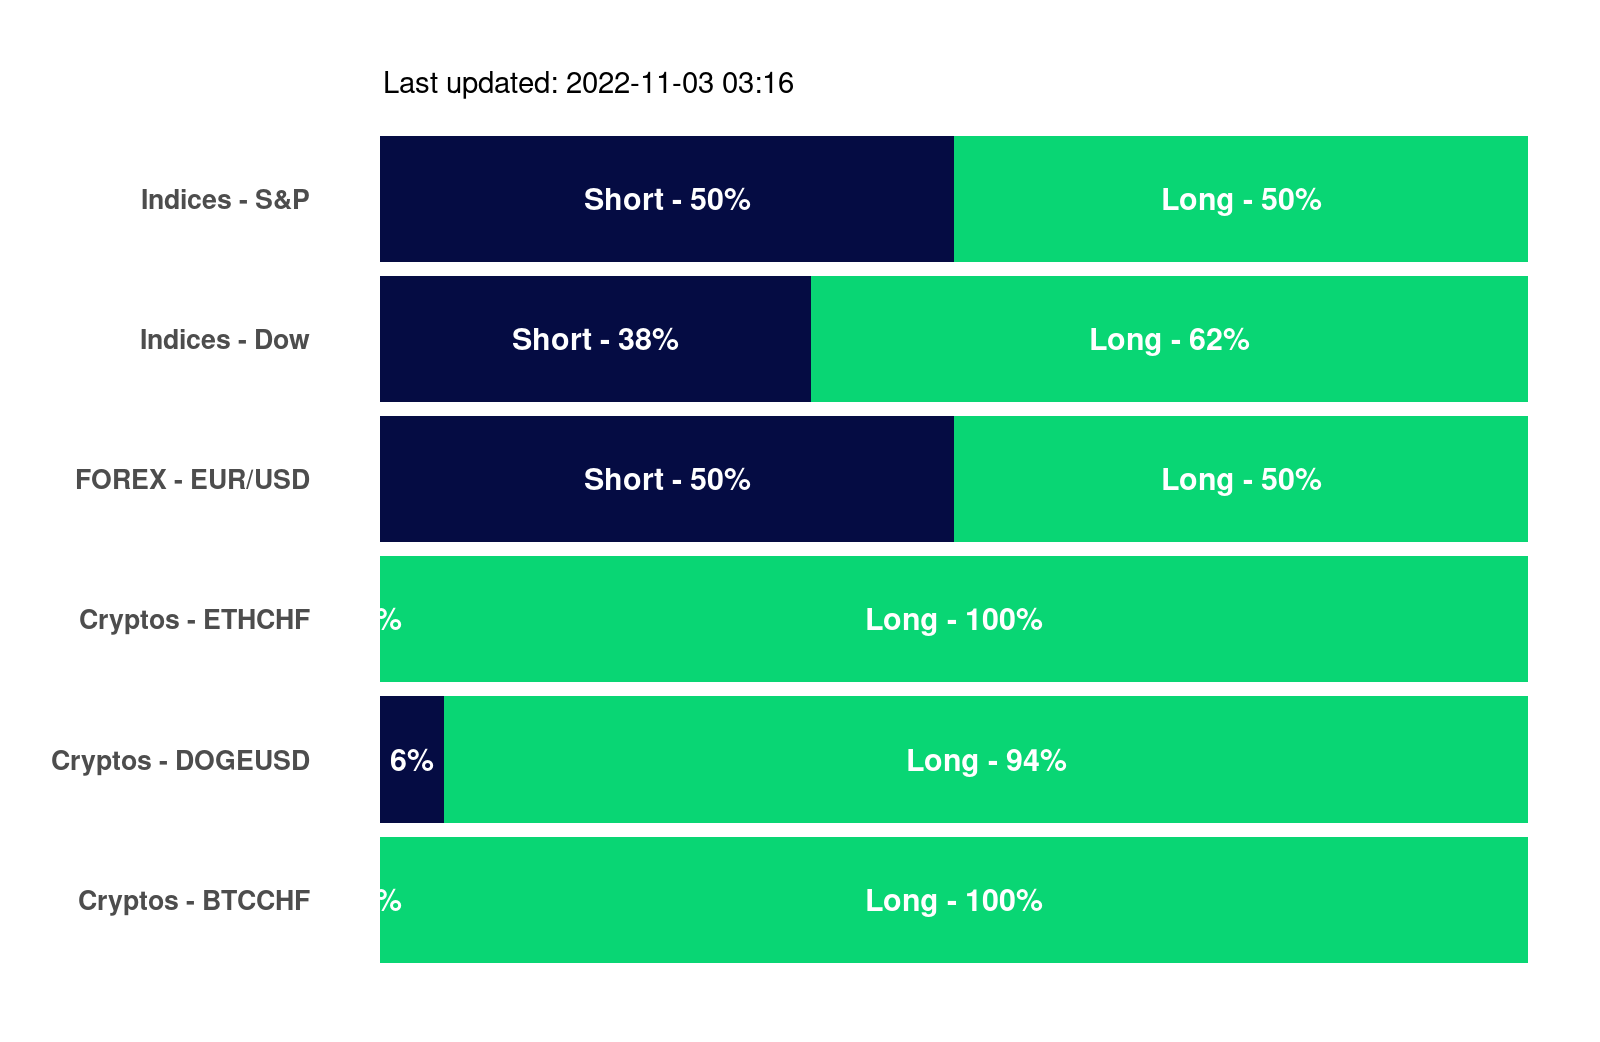 Last updated: 2022-11-03 03:16
Indices - S&P Short - 50% Long - 50%
Indices - Dow Short - 38% Long - 62%
FOREX - EUR/USD Short - 50% Long - 50%
Cryptos - ETHCHF % Long - 100%
Cryptos - DOGEUSD 6% Long - 94%
Cryptos - BTCCHF % Long - 100%